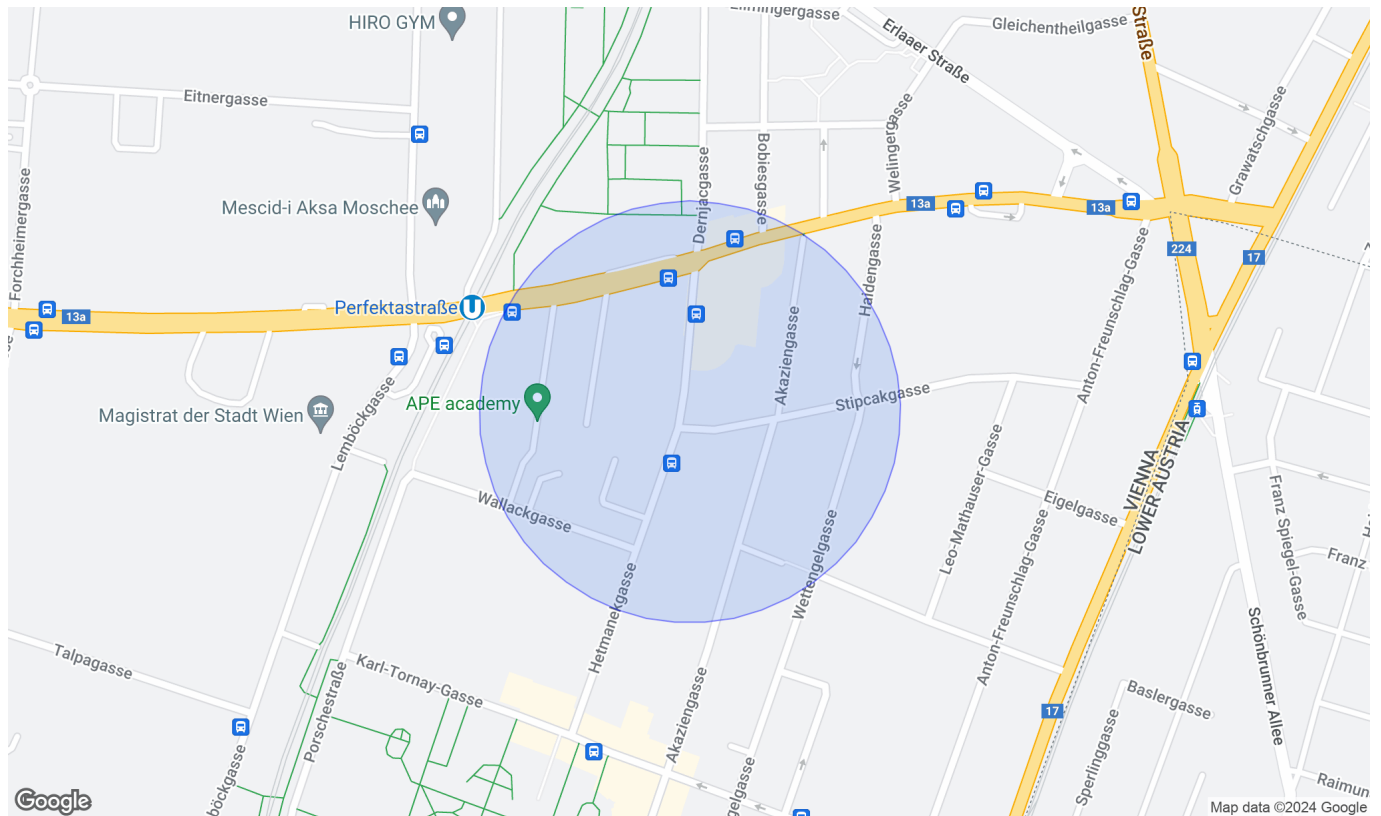 HIRO GYM
Gleichentheilgasse
Erlaaer Straße
Straße
Eitnergasse
Grawatschgasse
Welingergasse
Bobiesgasse
Dernjacgasse
Forchheimergasse
Mescid-i Aksa Moschee
13a
13a
224
17
Haidengasse
Anton-Freunschlag-Gasse
Perfektastraße
U
13a
Akaziengasse
Stipcakgasse
APE academy
Magistrat der Stadt Wien
Lemböckgasse
Leo-Mathauser-Gasse
VIENNA
LOWER AUSTRIA
Wallackgasse
Eigelgasse
Franz Spiegel-Gasse
Franz
Wettengelgasse
Anton-Freunschlag-Gasse
Hetmanekgasse
Schönbrunner Allee
Talpagasse
Karl-Tornay-Gasse
Porschestraße
Akaziengasse
Baslergasse
17
Sperlinggasse
Raimun
Google
Map data ©2024 Google